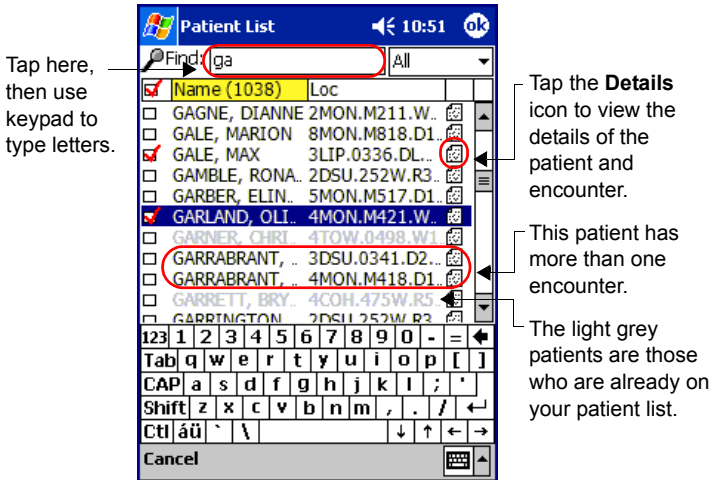 Patient List 10:51 ok
Find: ga All
Name (1038) Loc
GAGNE, DIANNE 2MON.M211.W..
GALE, MARION 8MON.M818.D1..
GALE, MAX 3LIP.0336.DL...
GAMBLE, RONA.. 2DSU.252W.R3..
GARBER, ELIN.. 5MON.M517.D1..
GARLAND, OLI.. 4MON.M421.W..
GARNER, CHRI.. 4TOW.0498.W1..
GARRABRANT, .. 3DSU.0341.D2...
GARRABRANT, .. 4MON.M418.D1..
GARRETT, BRY.. 4COH.475W.R5..
GARRINGTON 2DSU.252W.R3
123 1 2 3 4 5 6 7 8 9 0 - =
Tab q w e r t y u i o p [ ]
CAP a s d f g h j k l ; '
Shift z x c v b n m , . /
Ctl áü ` \ ↓ ↑ ← →
Cancel
Tap here,
then use
keypad to
type letters.
Tap the Details
icon to view the
details of the
patient and
encounter.
This patient has
more than one
encounter.
The light grey
patients are those
who are already on
your patient list.